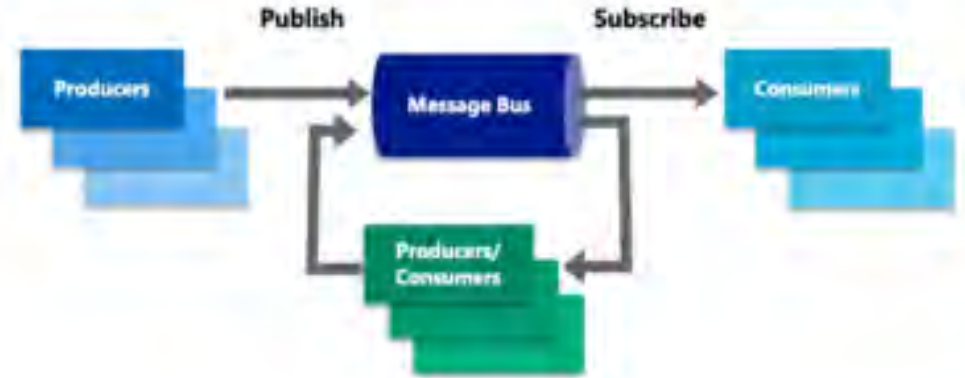 Publish
Subscribe
Producers
Message Bus
Consumers
Producers/
Consumers